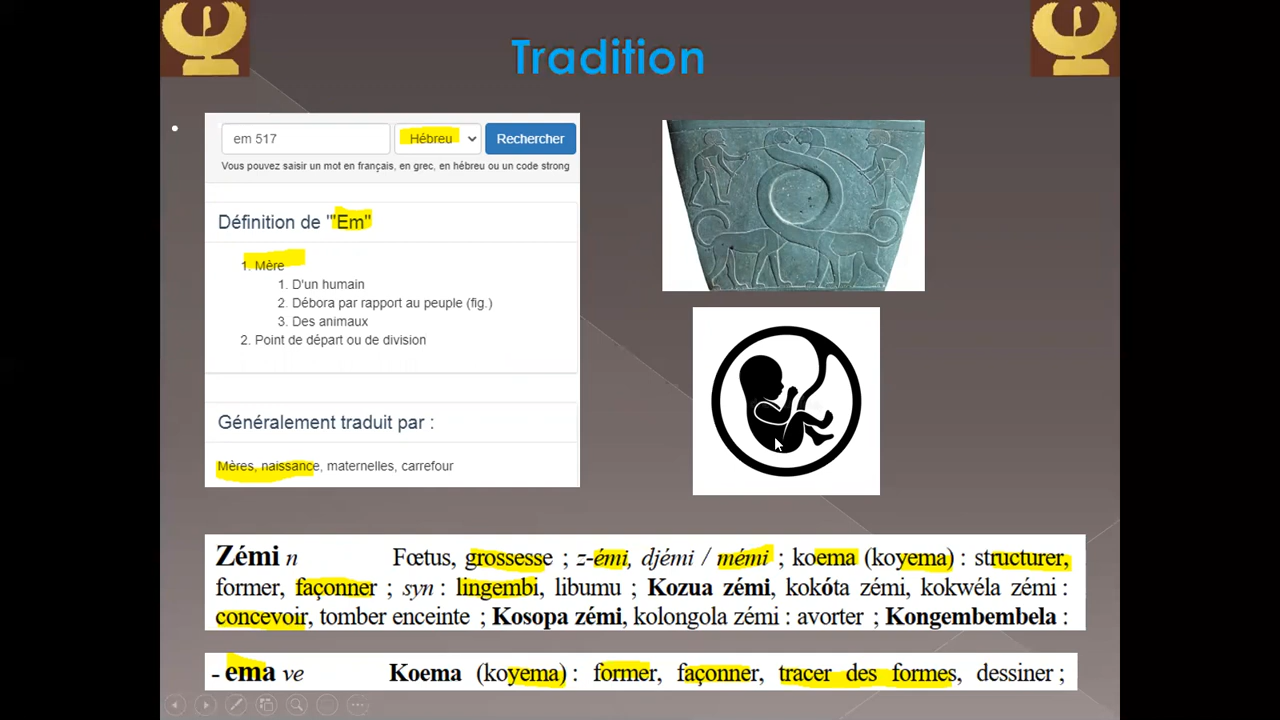 Tradition
em 517
Hébreu
Rechercher
Vous pouvez saisir un mot en français, en grec, en hébreu ou un code strong
Définition de '"Em"
1. Mère
1. D'un humain
2. Débora par rapport au peuple (fig.)
3. Des animaux
2. Point de départ ou de division
Généralement traduit par :
Mères, naissance, maternelles, carrefour
Zémi n Fœtus, grossesse ; z-émi, djémi / mémi ; koema (koyema) : structurer,
former, façonner ; syn : lingembi, libumu ; Kozua zémi, kokóta zémi, kokwéla zémi :
concevoir, tomber enceinte ; Kosopa zémi, kolongola zémi : avorter ; Kongembembela :
- ema ve Koema (koyema) : former, façonner, tracer des formes, dessiner ;